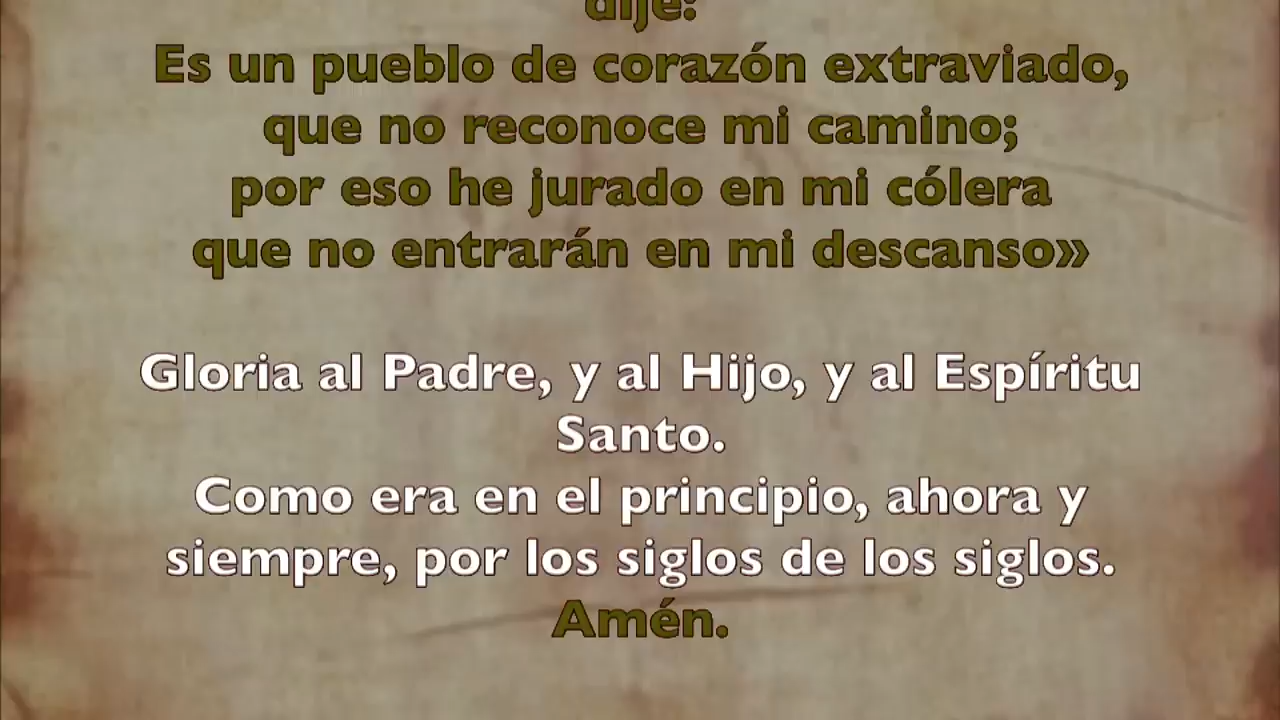 dije:
Es un pueblo de corazón extraviado,
que no reconoce mi camino;
por eso he jurado en mi cólera
que no entrarán en mi descanso»
Gloria al Padre, y al Hijo, y al Espíritu
Santo.
Como era en el principio, ahora y
siempre, por los siglos de los siglos.
Amén.